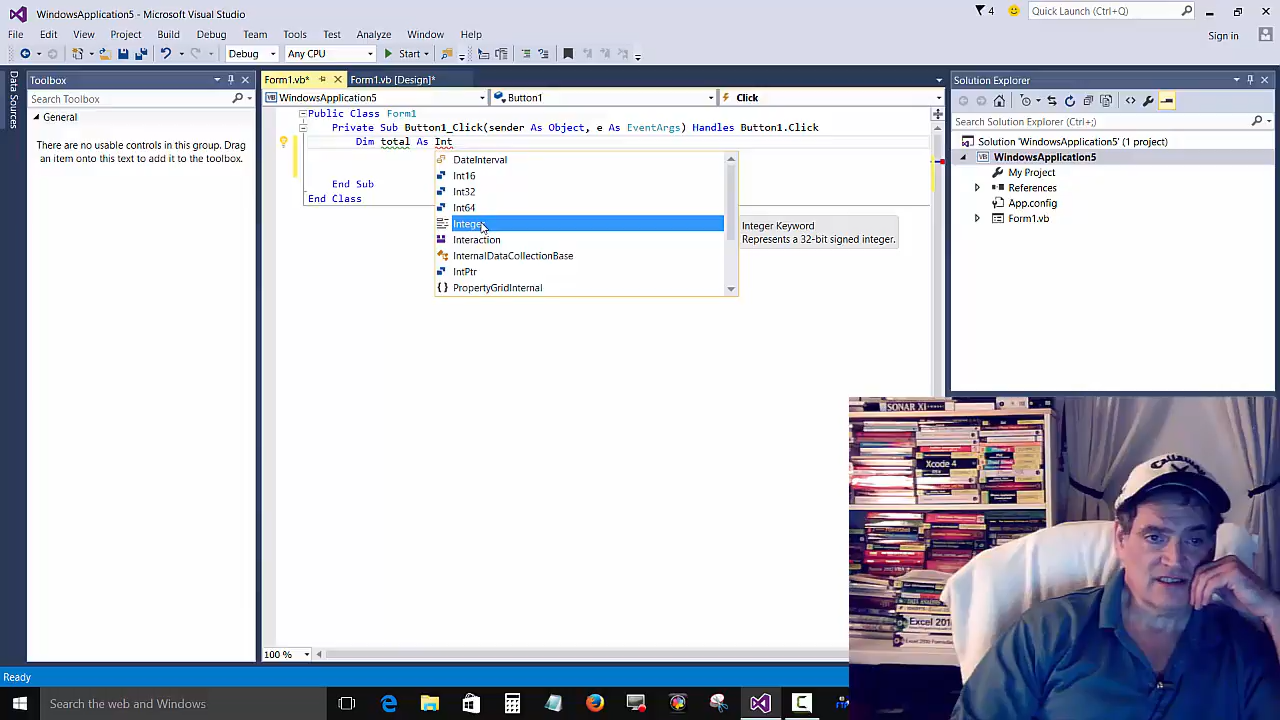 WindowsApplication5 - Microsoft Visual Studio
4
Quick Launch (Ctrl+Q)
File Edit View Project Build Debug Team Tools Test Analyze Window Help
Sign in
Debug Any CPU Start
Data Sources
Toolbox
Search Toolbox
General
There are no usable controls in this group. Drag
an item onto this text to add it to the toolbox.
Form1.vb* Form1.vb [Design]*
WindowsApplication5 Button1 Click
Public Class Form1
Private Sub Button1_Click(sender As Object, e As EventArgs) Handles Button1.Click
Dim total As Int
End Sub
End Class
DateInterval
Int16
Int32
Int64
Integer
Interaction
InternalDataCollectionBase
IntPtr
PropertyGridInternal
Integer Keyword
Represents a 32-bit signed integer.
Solution Explorer
Search Solution Explorer (Ctrl+;)
Solution 'WindowsApplication5' (1 project)
WindowsApplication5
My Project
References
App.config
Form1.vb
SONAR X
Xcode 4
Callaway
Excel 201
100 %
Ready
Search the web and Windows